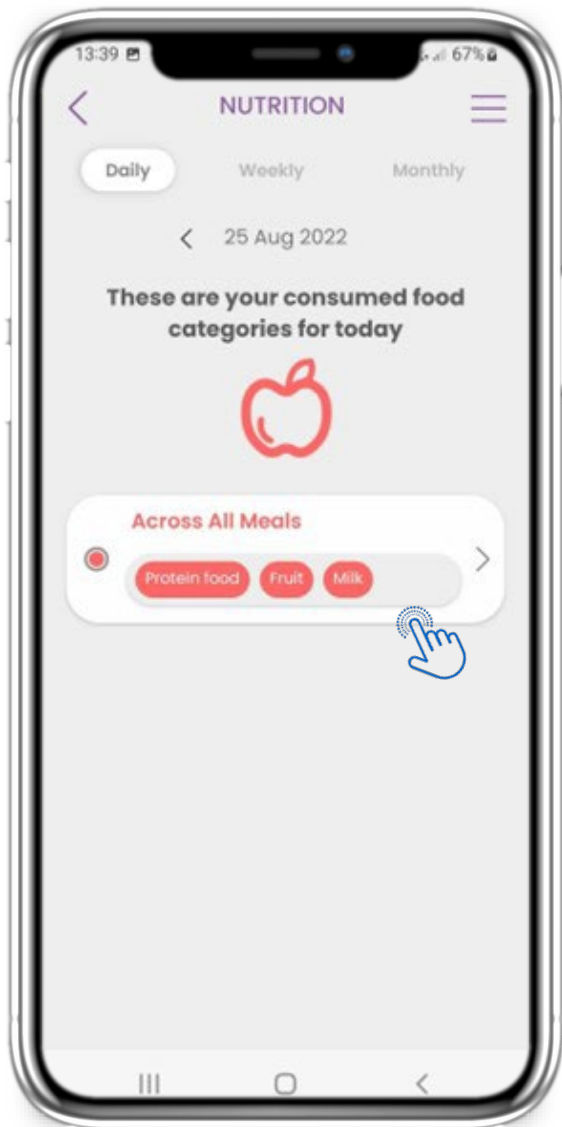 13:39 67%
NUTRITION
Daily Weekly Monthly
25 Aug 2022
These are your consumed food
categories for today
Across All Meals
Protein food Fruit Milk